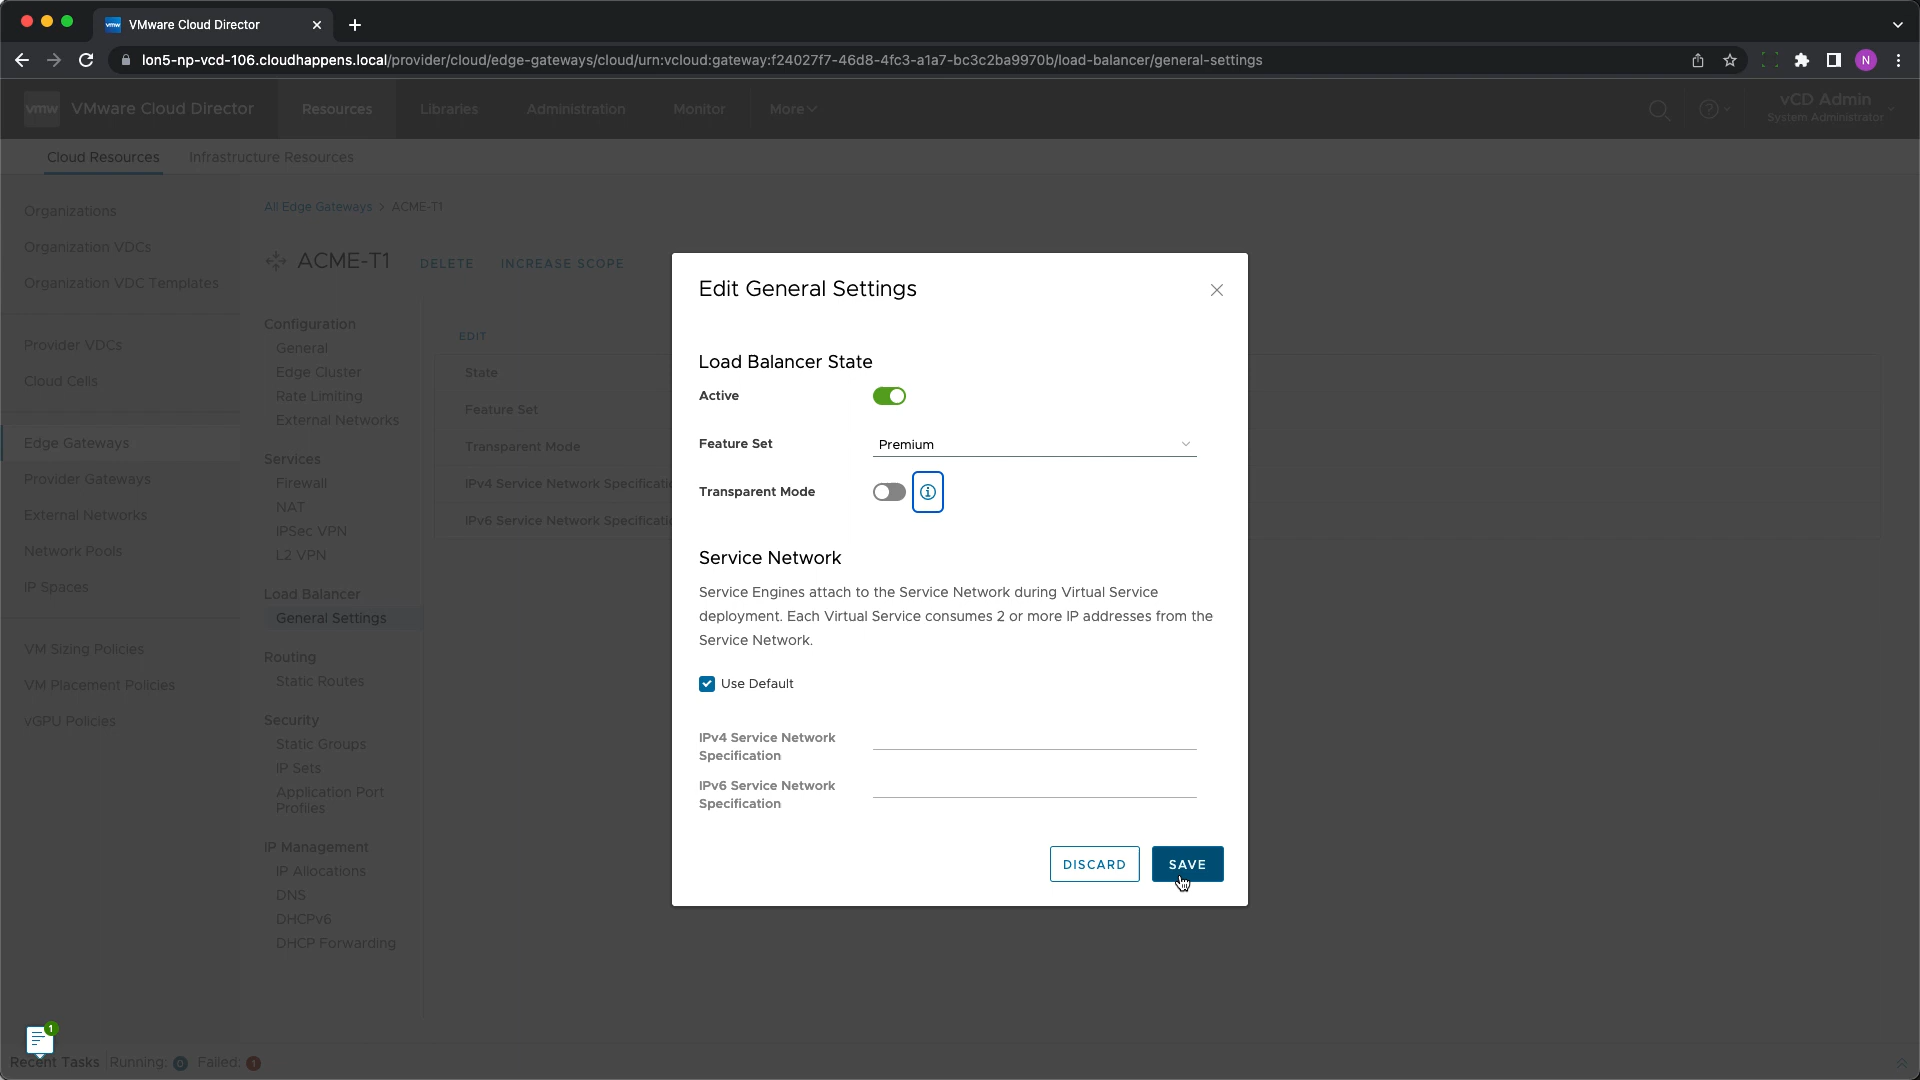 VMware Cloud Director
lon5-np-vcd-106.cloudhappens.local/provider/cloud/edge-gateways/cloud/urn:vcloud:gateway:f24027f7-46d8-4fc3-a1a7-bc3c2ba9970b/load-balancer/general-settings
N
vmw VMware Cloud Director Resources Libraries Administration Monitor More
vCD Admin
System Administrator
Cloud Resources Infrastructure Resources
Organizations
Organization VDCs
Organization VDC Templates
Provider VDCs
Cloud Cells
Edge Gateways
Provider Gateways
External Networks
Network Pools
IP Spaces
VM Sizing Policies
VM Placement Policies
vGPU Policies
All Edge Gateways > ACME-T1
ACME-T1 DELETE INCREASE SCOPE
Configuration
General
Edge Cluster
Rate Limiting
External Networks
Services
Firewall
NAT
IPSec VPN
L2 VPN
Load Balancer
General Settings
Routing
Static Routes
Security
Static Groups
IP Sets
Application Port
Profiles
IP Management
IP Allocations
DNS
DHCPv6
DHCP Forwarding
EDIT
State
Feature Set
Transparent Mode
IPv4 Service Network Specificatio
IPv6 Service Network Specificatio
Edit General Settings
Load Balancer State
Active
Feature Set Premium
Transparent Mode
Service Network
Service Engines attach to the Service Network during Virtual Service
deployment. Each Virtual Service consumes 2 or more IP addresses from the
Service Network.
Use Default
IPv4 Service Network
Specification
IPv6 Service Network
Specification
DISCARD SAVE
1
Recent Tasks Running: 0 Failed: 1